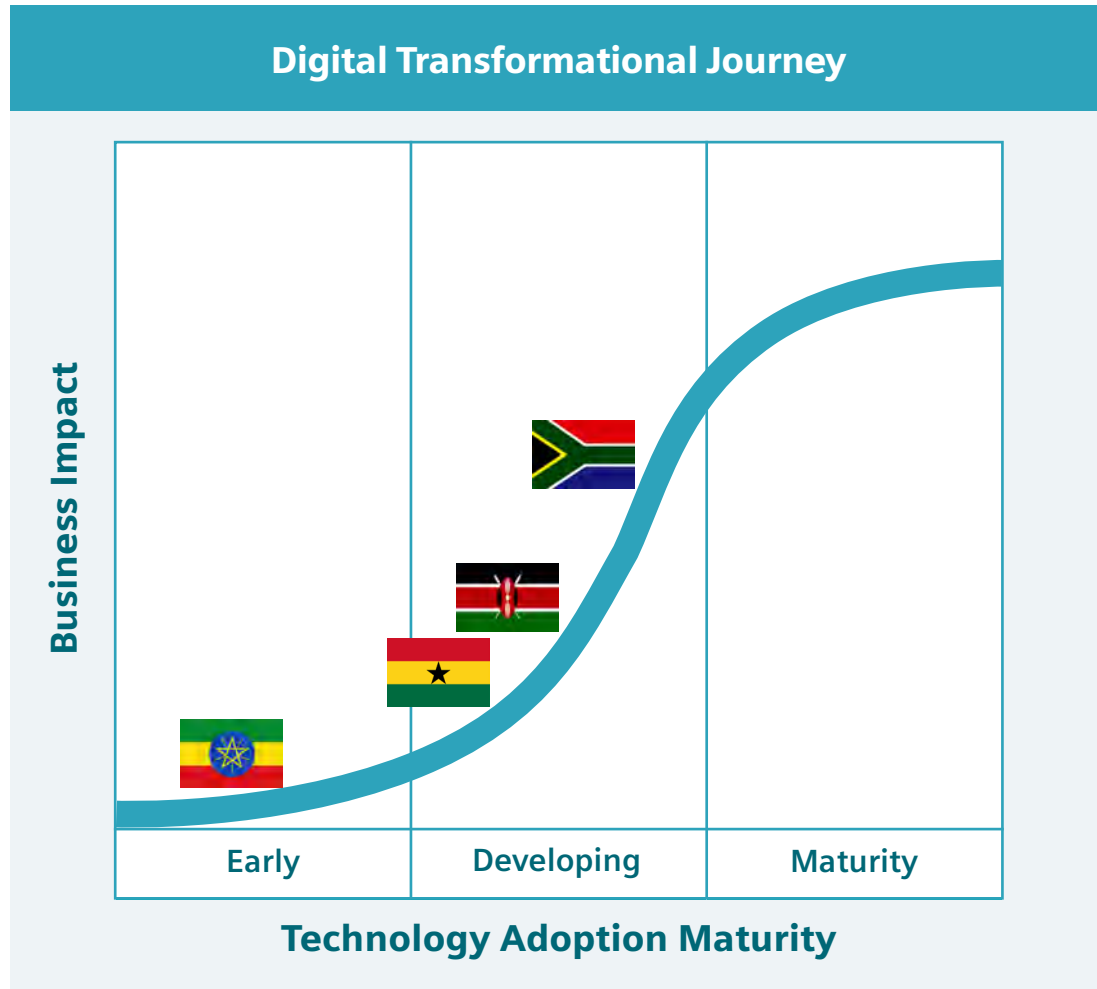 Digital Transformational Journey
Business Impact
Early
Developing
Maturity
Technology Adoption Maturity